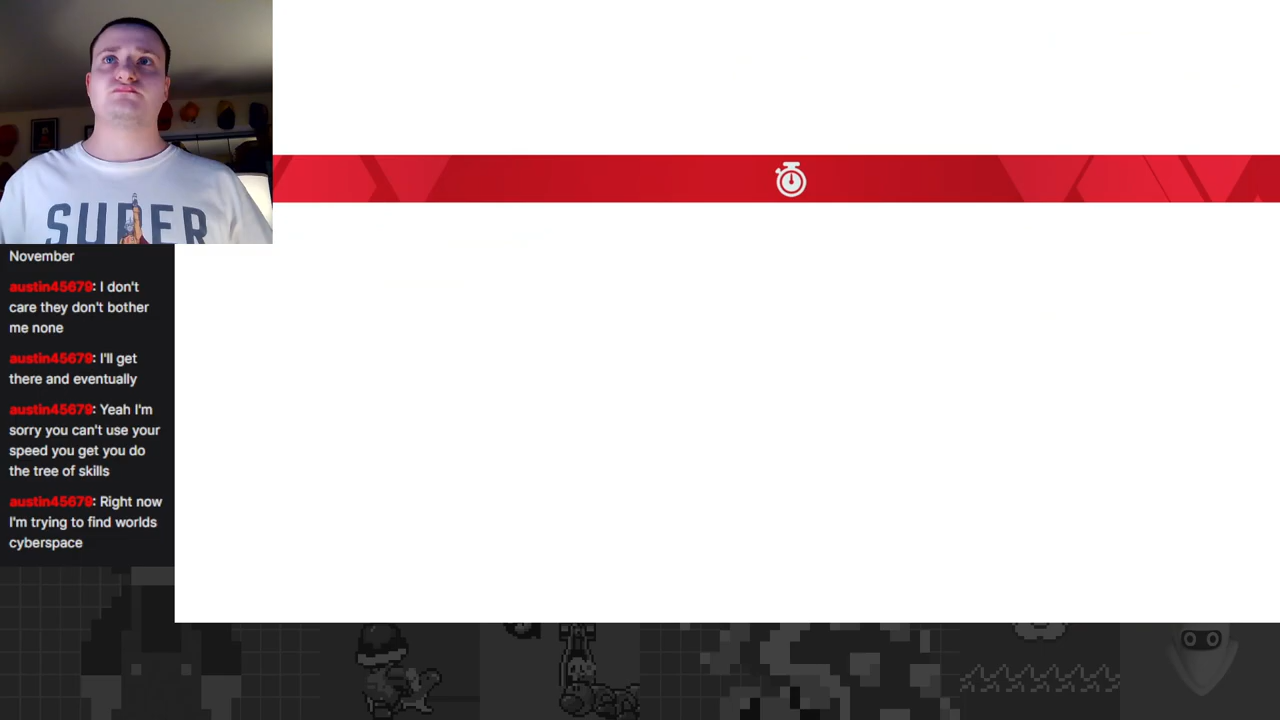 SUPER
November
austin45679: I don't
care they don't bother
me none
austin45679: I'll get
there and eventually
austin45679: Yeah I'm
sorry you can't use your
speed you get you do
the tree of skills
austin45679: Right now
I'm trying to find worlds
cyberspace